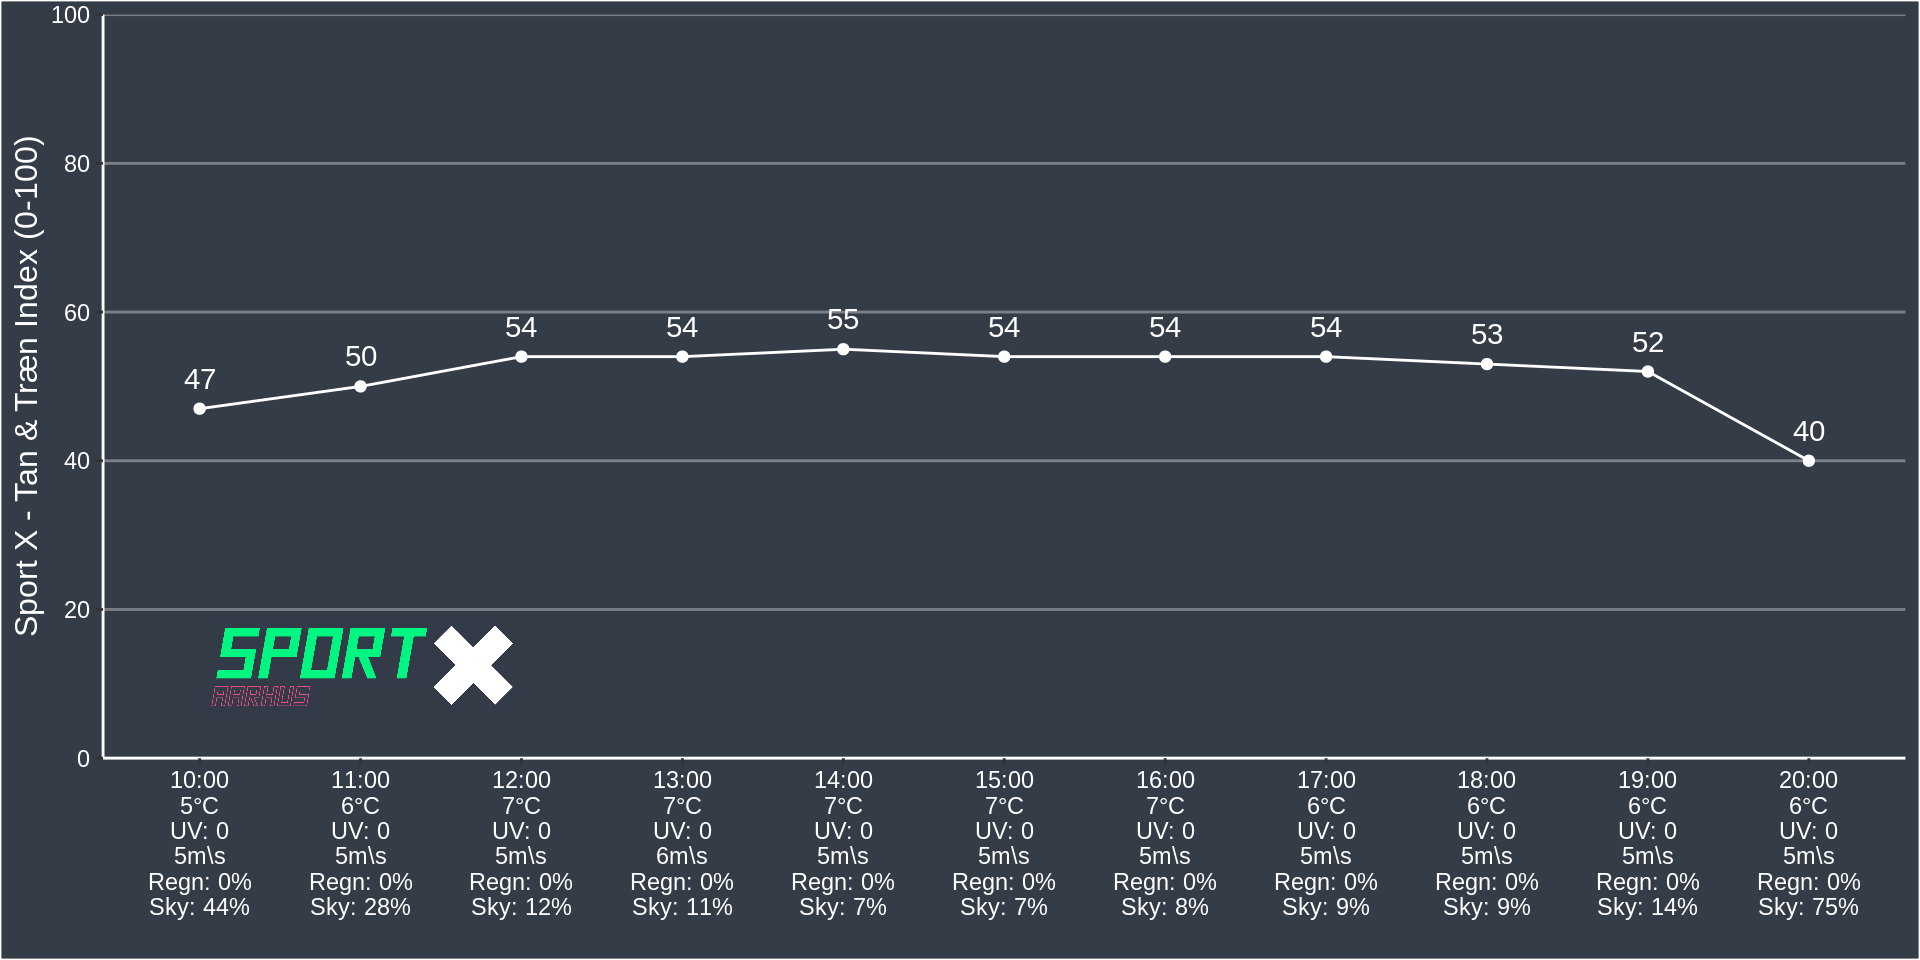 Sport X - Tan & Træn Index (0-100)
100
80
60
40
20
0
47
50
54
54
55
54
54
54
53
52
40
SPORT X
AARHUS
10:00 11:00 12:00 13:00 14:00 15:00 16:00 17:00 18:00 19:00 20:00
5°C 6°C 7°C 7°C 7°C 7°C 7°C 6°C 6°C 6°C 6°C
UV: 0 UV: 0 UV: 0 UV: 0 UV: 0 UV: 0 UV: 0 UV: 0 UV: 0 UV: 0 UV: 0
5m\s 5m\s 5m\s 6m\s 5m\s 5m\s 5m\s 5m\s 5m\s 5m\s 5m\s
Regn: 0% Regn: 0% Regn: 0% Regn: 0% Regn: 0% Regn: 0% Regn: 0% Regn: 0% Regn: 0% Regn: 0% Regn: 0%
Sky: 44% Sky: 28% Sky: 12% Sky: 11% Sky: 7% Sky: 7% Sky: 8% Sky: 9% Sky: 9% Sky: 14% Sky: 75%